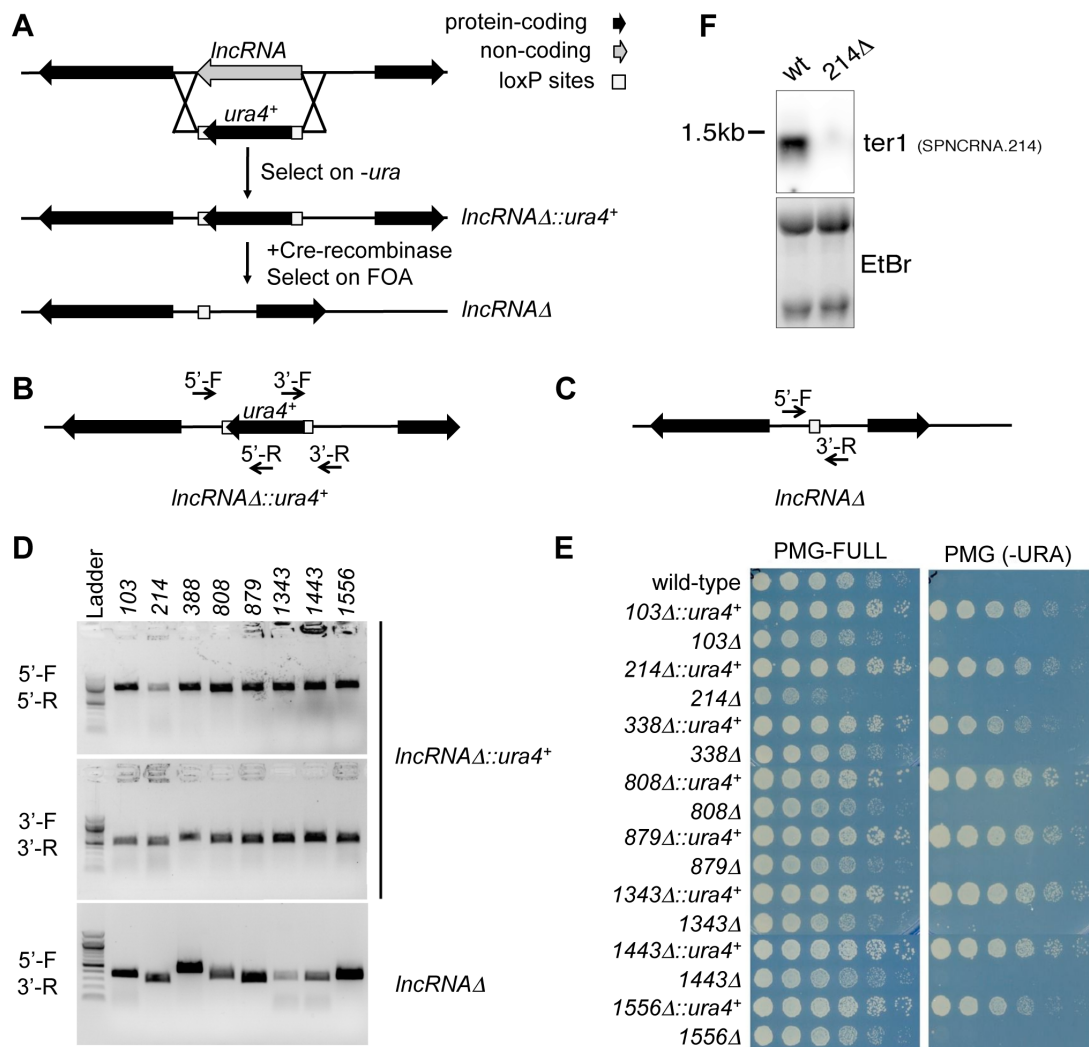 A
protein-coding
non-coding
loxP sites
lncRNA
ura4+
Select on -ura
lncRNAΔ::ura4+
+Cre-recombinase
Select on FOA
lncRNAΔ
F
wt
214Δ
1.5kb
ter1 (SPNCRNA.214)
EtBr
B
5'-F
3'-F
ura4+
5'-R
3'-R
lncRNAΔ::ura4+
C
5'-F
3'-R
lncRNAΔ
D
Ladder
103
214
388
808
879
1343
1443
1556
5'-F
5'-R
3'-F
3'-R
lncRNAΔ::ura4+
5'-F
3'-R
lncRNAΔ
E
PMG-FULL
PMG (-URA)
wild-type
103Δ::ura4+
103Δ
214Δ::ura4+
214Δ
338Δ::ura4+
338Δ
808Δ::ura4+
808Δ
879Δ::ura4+
879Δ
1343Δ::ura4+
1343Δ
1443Δ::ura4+
1443Δ
1556Δ::ura4+
1556Δ